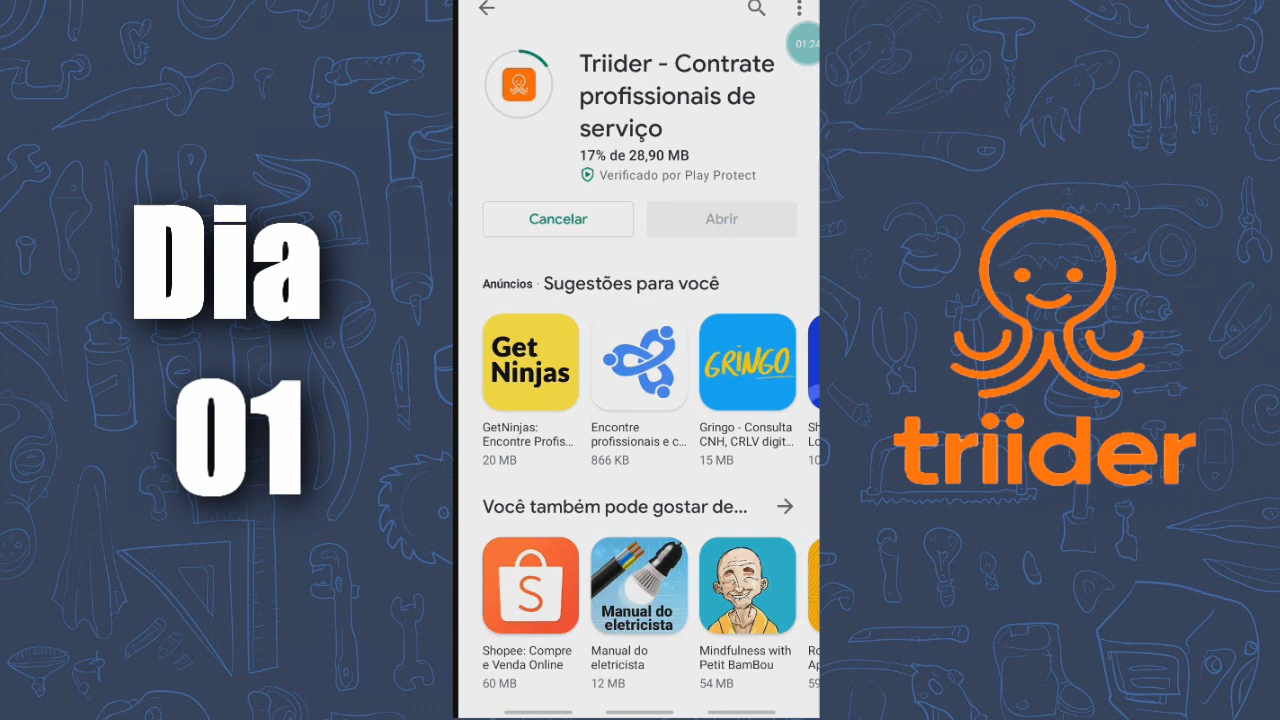 Dia
01
01:24
Triider - Contrate
profissionais de
serviço
17% de 28,90 MB
Verificado por Play Protect
Cancelar
Abrir
Anúncios · Sugestões para você
Get
Ninjas
GRINGO
GetNinjas:
Encontre Profis...
20 MB
Encontre
profissionais e c...
866 KB
Gringo - Consulta
CNH, CRLV digit...
15 MB
Você também pode gostar de...
S
Manual do
eletricista
Shopee: Compre
e Venda Online
60 MB
Manual do
eletricista
12 MB
Mindfulness with
Petit BamBou
54 MB
triider